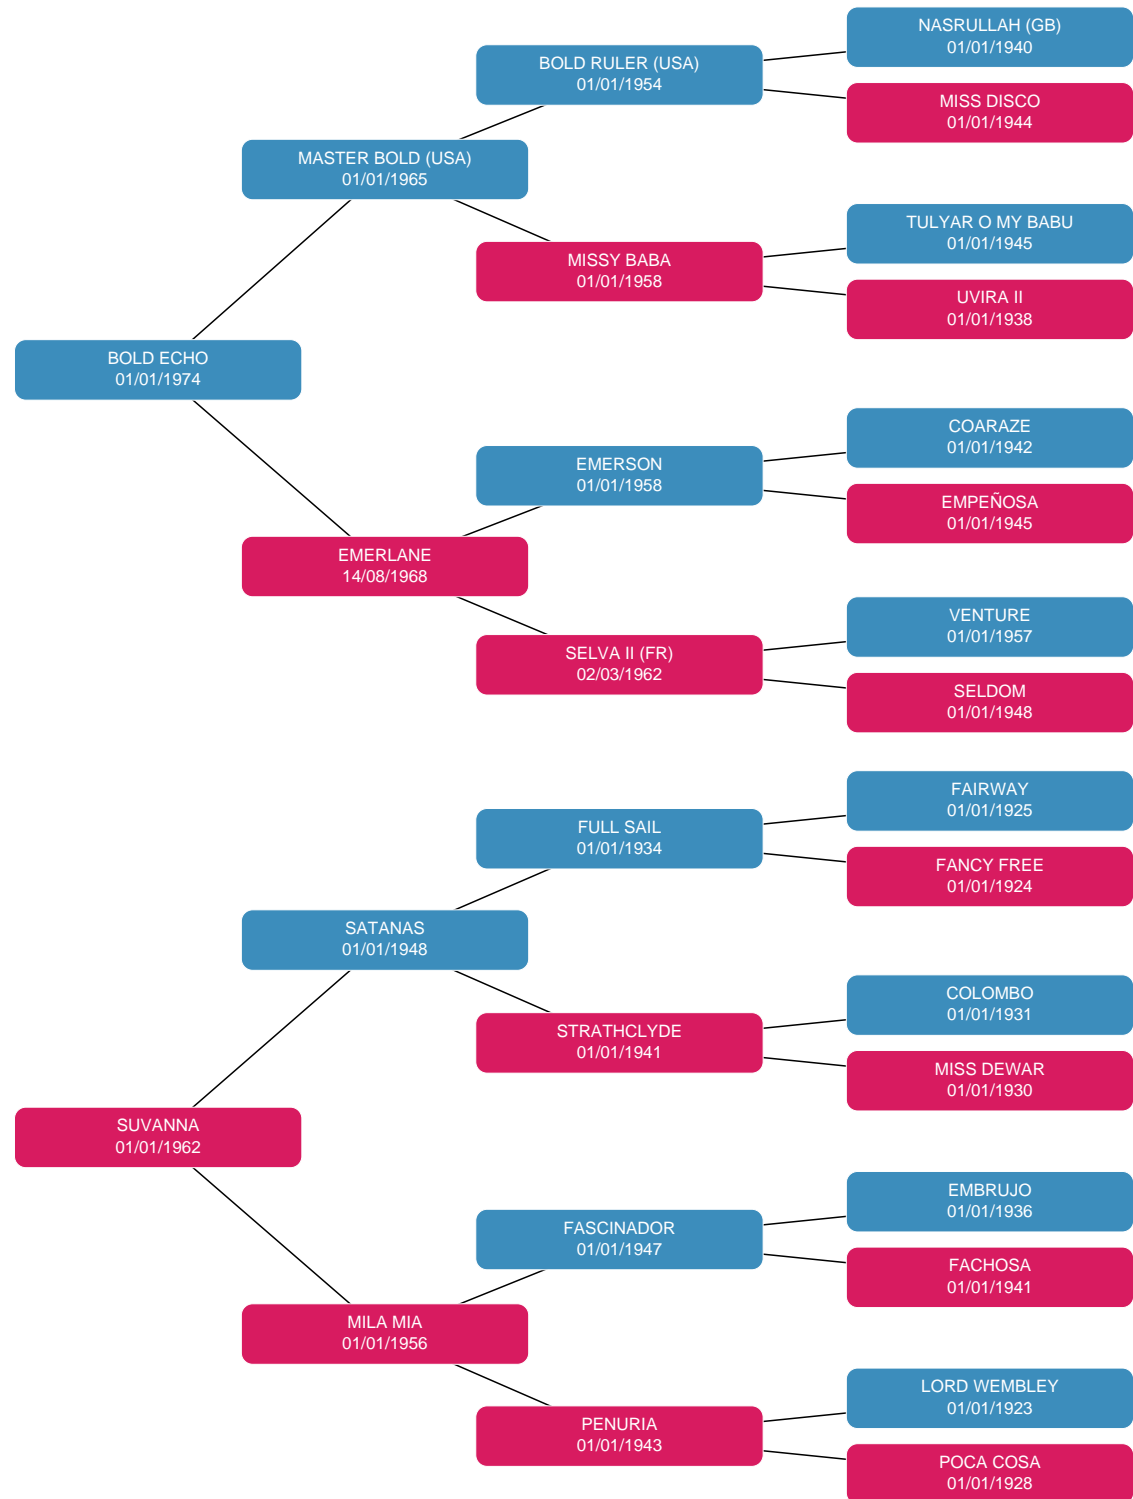 NASRULLAH (GB)
01/01/1940
BOLD RULER (USA)
01/01/1954
MISS DISCO
01/01/1944
MASTER BOLD (USA)
01/01/1965
TULYAR O MY BABU
01/01/1945
MISSY BABA
01/01/1958
UVIRA II
01/01/1938
BOLD ECHO
01/01/1974
COARAZE
01/01/1942
EMERSON
01/01/1958
EMPEÑOSA
01/01/1945
EMERLANE
14/08/1968
VENTURE
01/01/1957
SELVA II (FR)
02/03/1962
SELDOM
01/01/1948
FAIRWAY
01/01/1925
FULL SAIL
01/01/1934
FANCY FREE
01/01/1924
SATANAS
01/01/1948
COLOMBO
01/01/1931
STRATHCLYDE
01/01/1941
MISS DEWAR
01/01/1930
SUVANNA
01/01/1962
EMBRUJO
01/01/1936
FASCINADOR
01/01/1947
FACHOSA
01/01/1941
MILA MIA
01/01/1956
LORD WEMBLEY
01/01/1923
PENURIA
01/01/1943
POCA COSA
01/01/1928